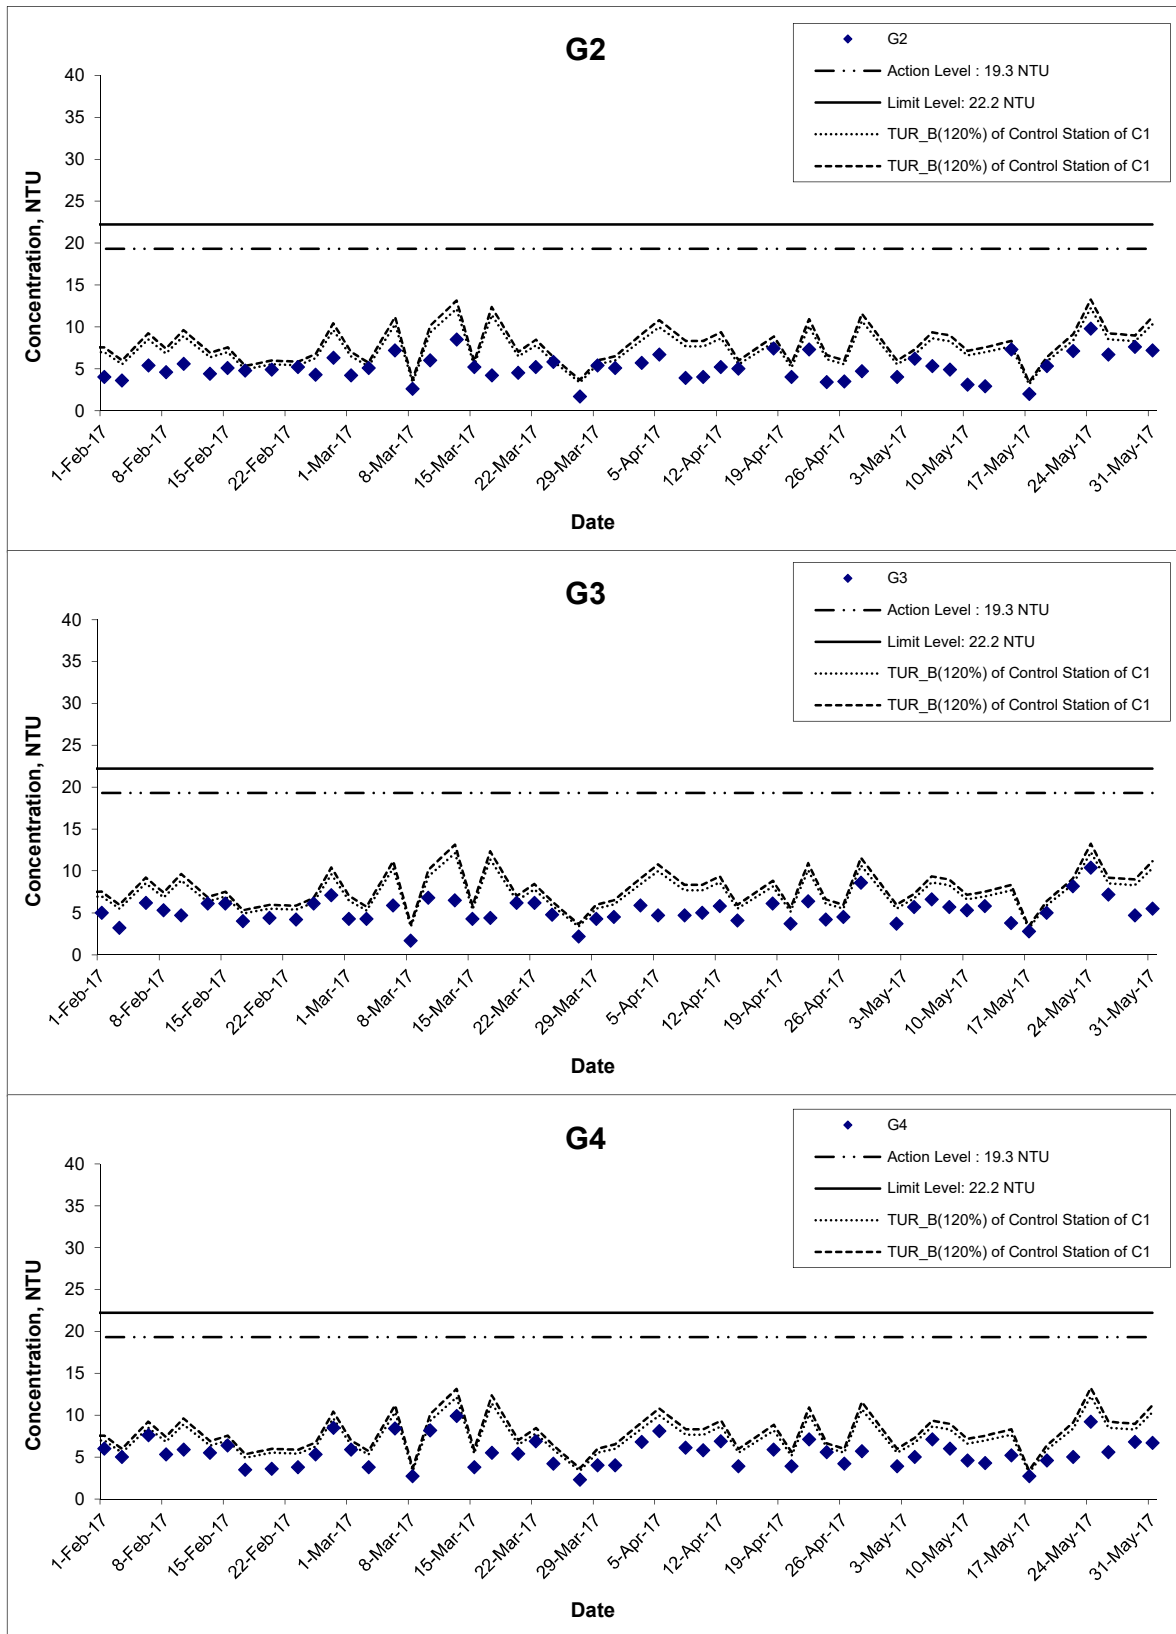 G2
G2
Action Level : 19.3 NTU
Limit Level: 22.2 NTU
TUR_B(120%) of Control Station of C1
TUR_B(120%) of Control Station of C1
Concentration, NTU
40
35
30
25
20
15
10
5
0
1-Feb-17
8-Feb-17
15-Feb-17
22-Feb-17
1-Mar-17
8-Mar-17
15-Mar-17
22-Mar-17
29-Mar-17
5-Apr-17
12-Apr-17
19-Apr-17
26-Apr-17
3-May-17
10-May-17
17-May-17
24-May-17
31-May-17
Date
G3
G3
Action Level : 19.3 NTU
Limit Level: 22.2 NTU
TUR_B(120%) of Control Station of C1
TUR_B(120%) of Control Station of C1
Concentration, NTU
40
35
30
25
20
15
10
5
0
1-Feb-17
8-Feb-17
15-Feb-17
22-Feb-17
1-Mar-17
8-Mar-17
15-Mar-17
22-Mar-17
29-Mar-17
5-Apr-17
12-Apr-17
19-Apr-17
26-Apr-17
3-May-17
10-May-17
17-May-17
24-May-17
31-May-17
Date
G4
G4
Action Level : 19.3 NTU
Limit Level: 22.2 NTU
TUR_B(120%) of Control Station of C1
TUR_B(120%) of Control Station of C1
Concentration, NTU
40
35
30
25
20
15
10
5
0
1-Feb-17
8-Feb-17
15-Feb-17
22-Feb-17
1-Mar-17
8-Mar-17
15-Mar-17
22-Mar-17
29-Mar-17
5-Apr-17
12-Apr-17
19-Apr-17
26-Apr-17
3-May-17
10-May-17
17-May-17
24-May-17
31-May-17
Date